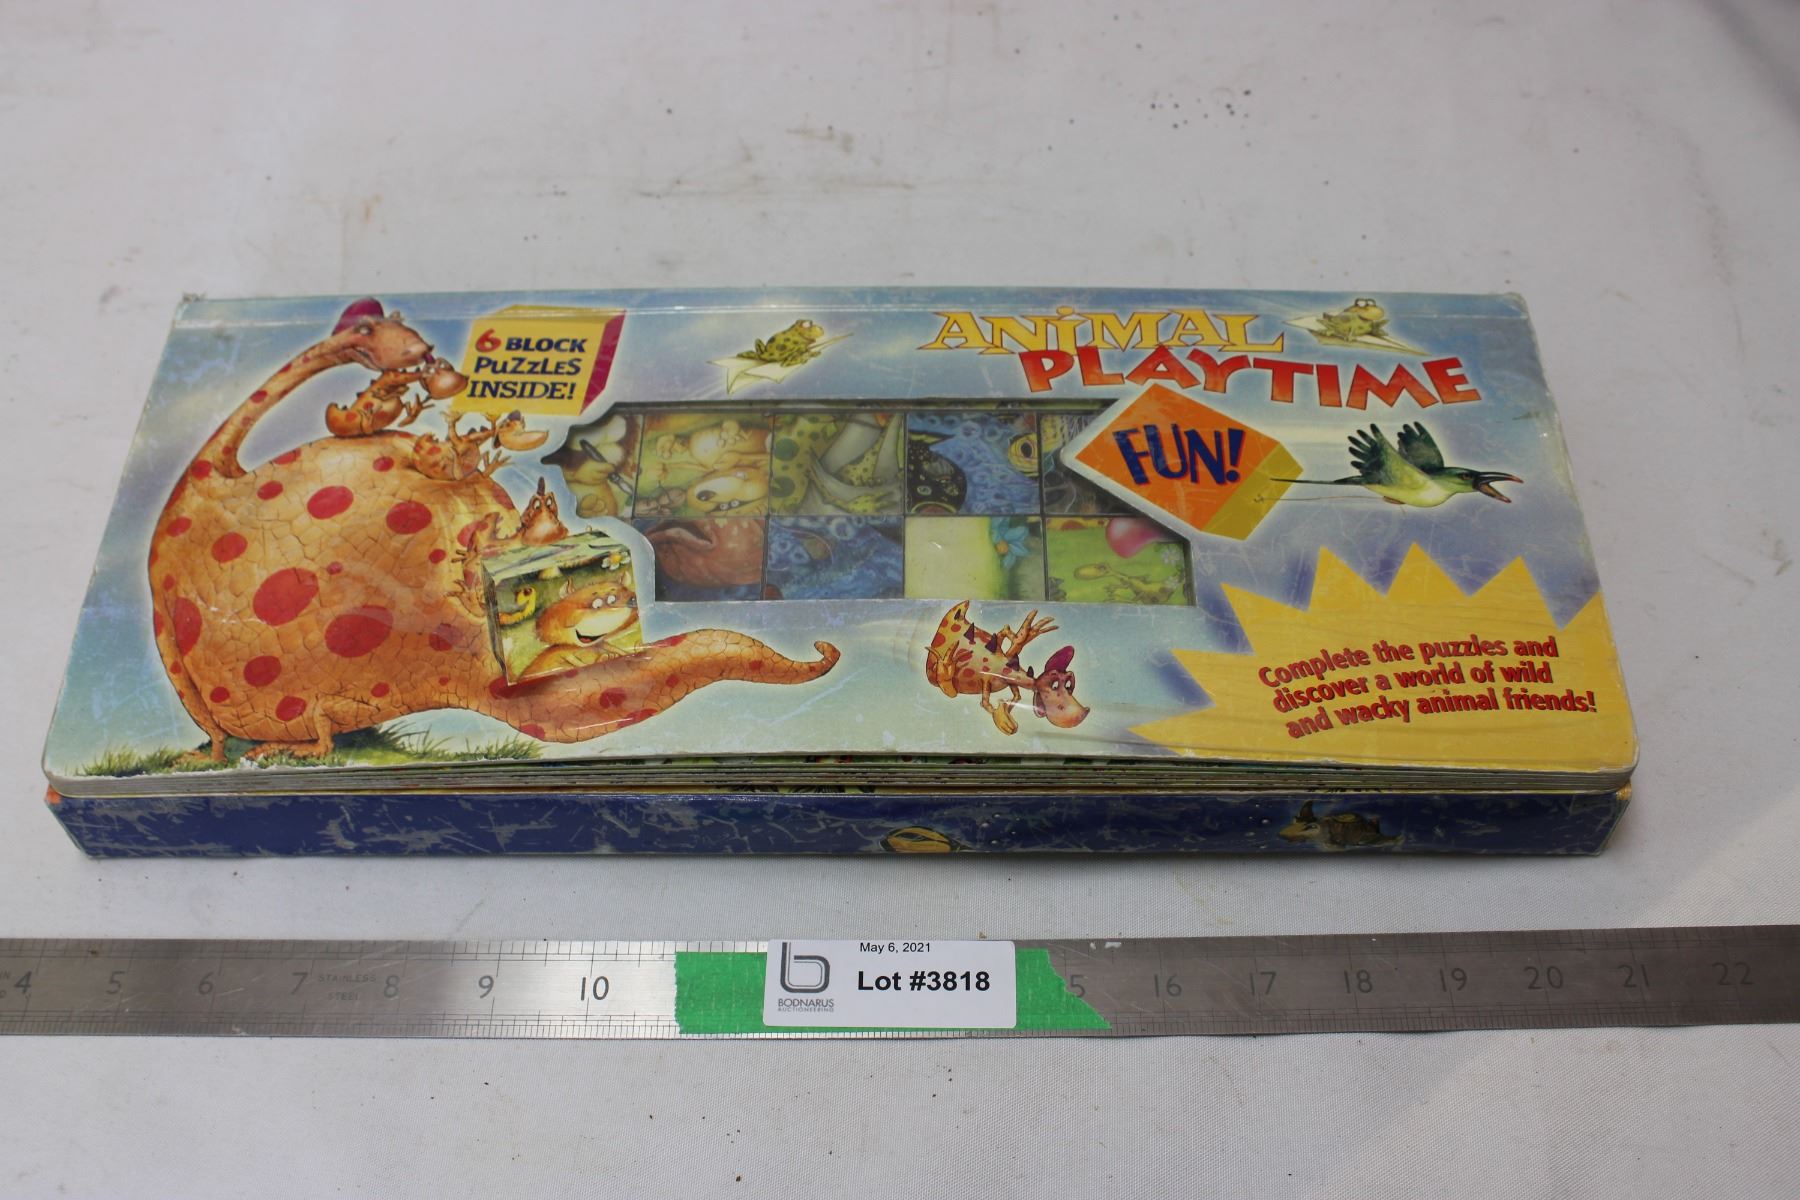 6 BLOCK
PuZzLES
INSIDE!
ANiMAL
PLAYTIME
FUN!
Complete the puzzles and
discover a world of wild
and wacky animal friends!
4 5 6 7 STAINLESS STEEL 8 9 10 5 16 17 18 19 20 21 22
May 6, 2021
Lot #3818
BODNARUS
AUCTIONEERING